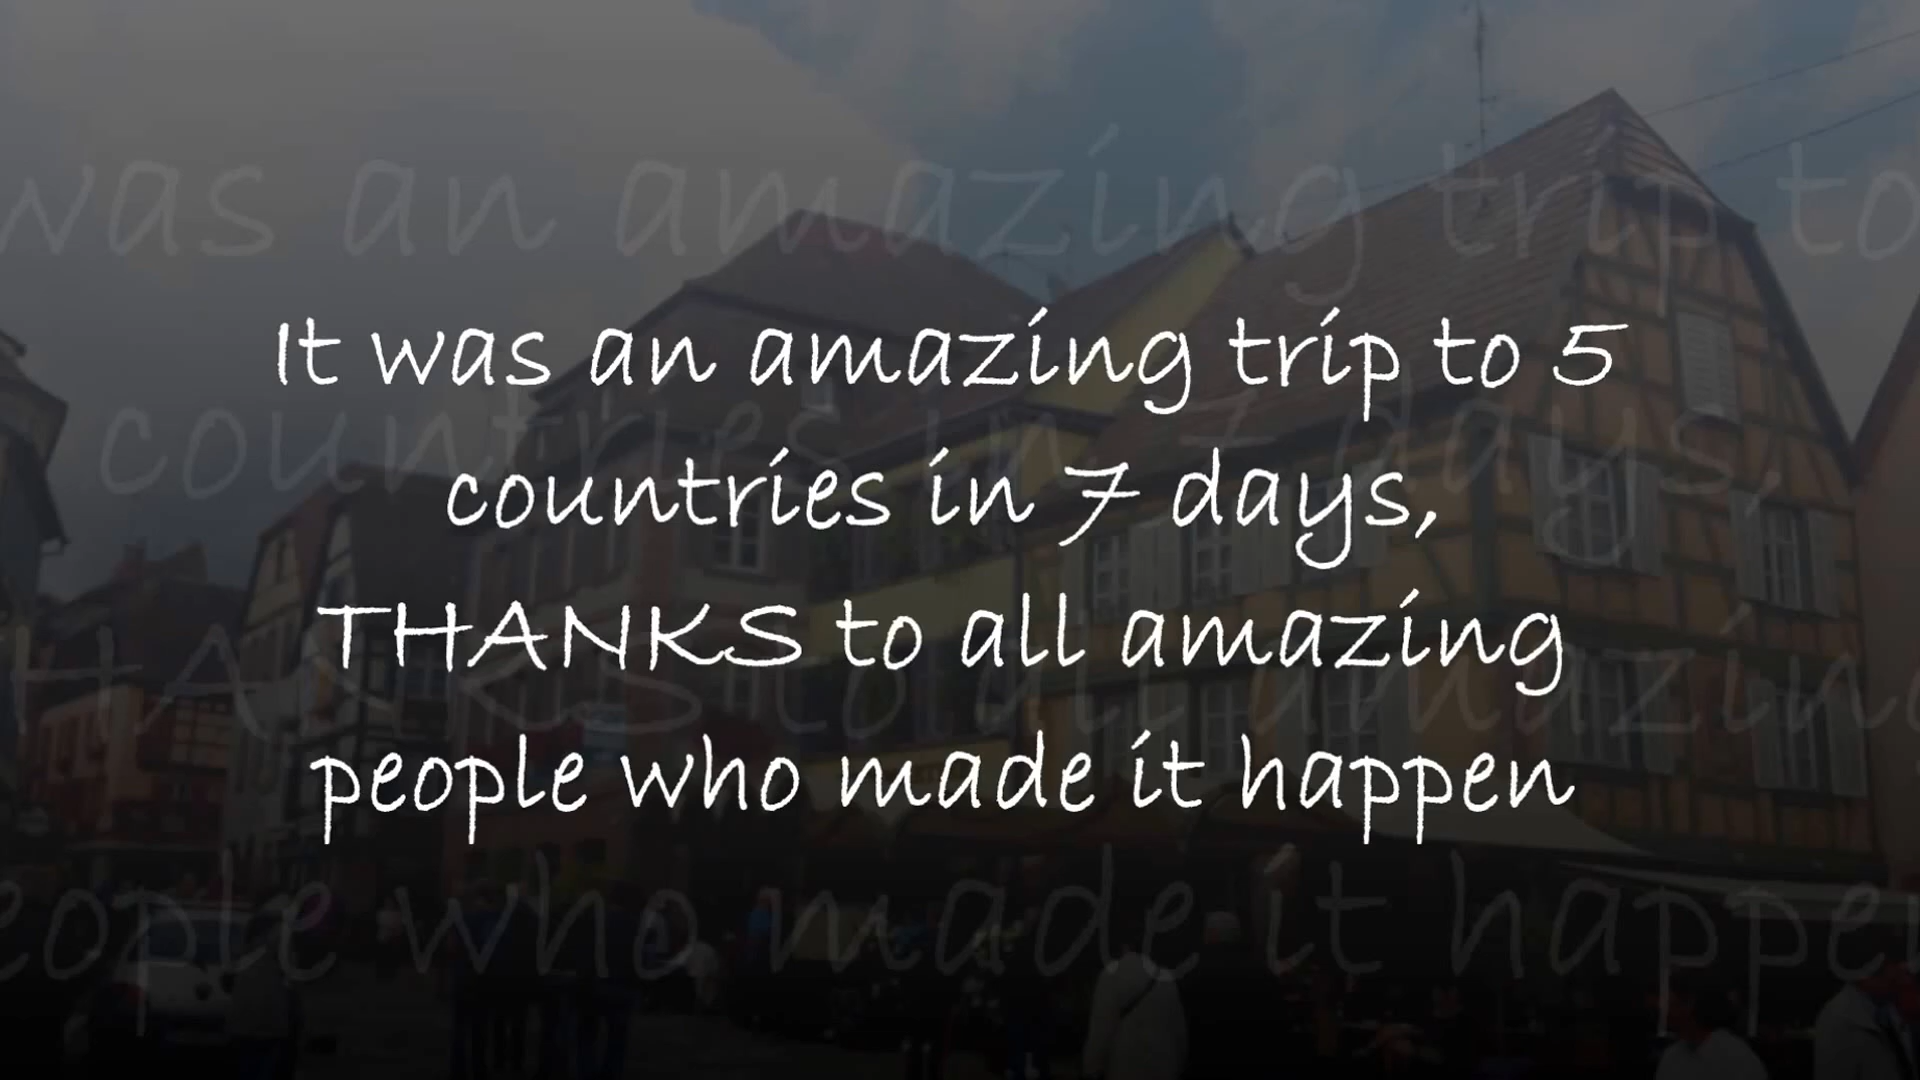 It was an amazing trip to 5
countries in 7 days,
THANKS to all amazing
people who made it happen